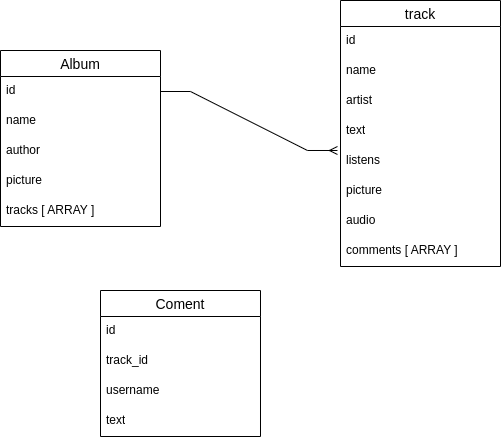 Album
id
name
author
picture
tracks [ ARRAY ]
track
id
name
artist
text
listens
picture
audio
comments [ ARRAY ]
Coment
id
track_id
username
text